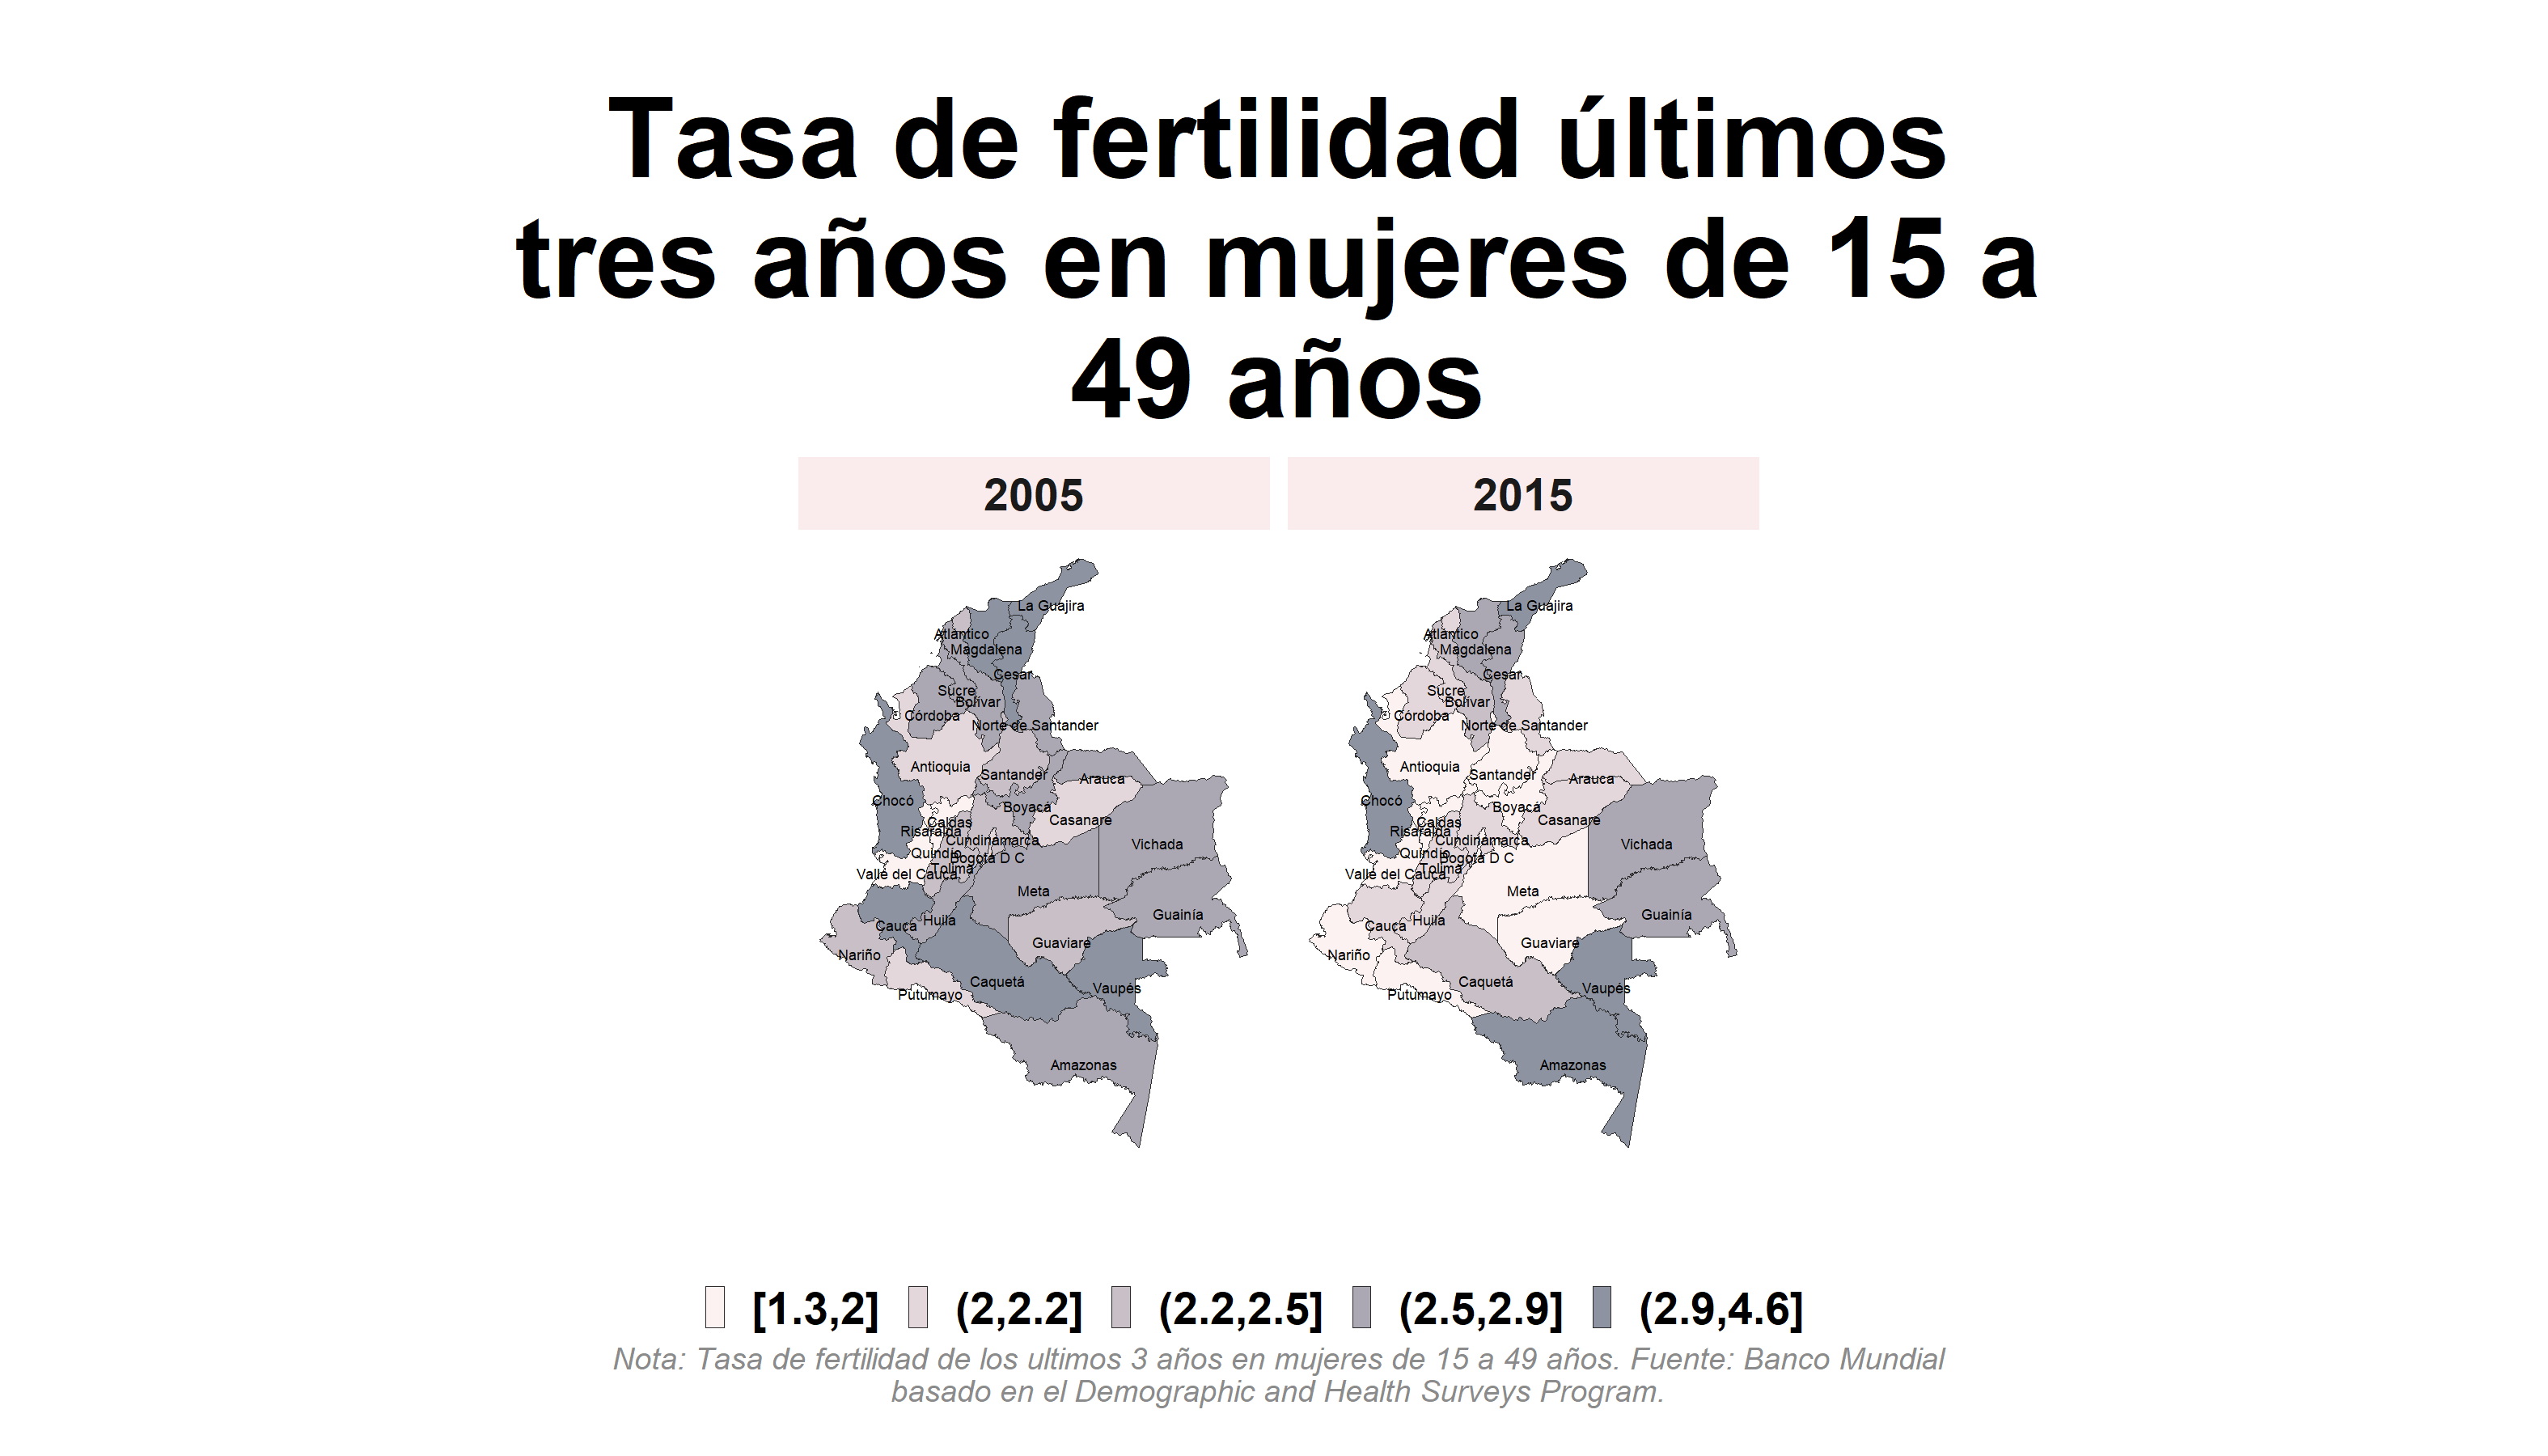 Tasa de fertilidad últimos
tres años en mujeres de 15 a
49 años
2005
2015
La Guajira
Atlántico
Magdalena
Cesar
Sucre
Bolívar
Córdoba
Norte de Santander
Antioquia
Santander
Arauca
Chocó
Boyacá
Caldas
Casanare
Risaralda
Cundinamarca
Vichada
Quindío
Bogotá D C
Tolima
Valle del Cauca
Meta
Guainía
Cauca
Huila
Guaviare
Nariño
Caquetá
Vaupés
Putumayo
Amazonas
La Guajira
Atlántico
Magdalena
Cesar
Sucre
Bolívar
Córdoba
Norte de Santander
Antioquia
Santander
Arauca
Chocó
Boyacá
Caldas
Casanare
Risaralda
Cundinamarca
Vichada
Quindío
Bogotá D C
Tolima
Valle del Cauca
Meta
Guainía
Cauca
Huila
Guaviare
Nariño
Caquetá
Vaupés
Putumayo
Amazonas
[1.3,2] (2,2.2] (2.2,2.5] (2.5,2.9] (2.9,4.6]
Nota: Tasa de fertilidad de los ultimos 3 años en mujeres de 15 a 49 años. Fuente: Banco Mundial
basado en el Demographic and Health Surveys Program.